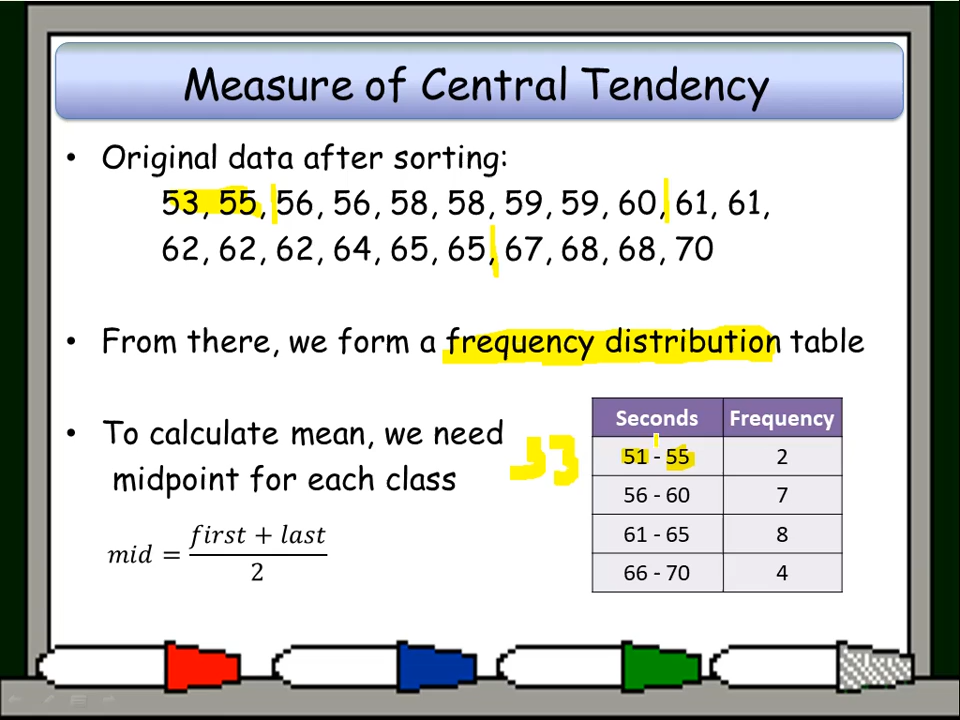 Measure of Central Tendency
• Original data after sorting:
53, 55, 56, 56, 58, 58, 59, 59, 60, 61, 61,
62, 62, 62, 64, 65, 65, 67, 68, 68, 70
• From there, we form a frequency distribution table
• To calculate mean, we need
midpoint for each class
53
mid = first + last / 2
Seconds Frequency
51 - 55 2
56 - 60 7
61 - 65 8
66 - 70 4